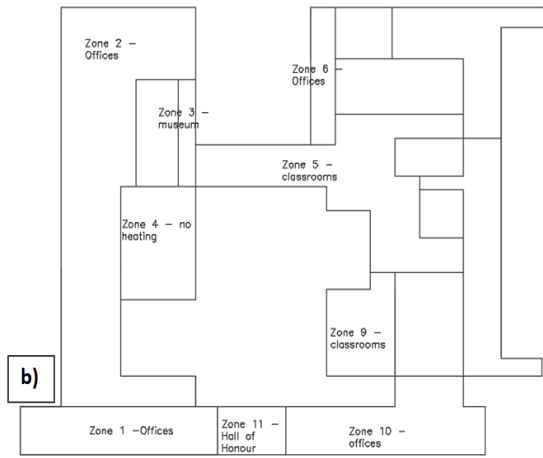 Zone 2 –
Offices
Zone 6 –
Offices
Zone 3 –
museum
Zone 5 –
classrooms
Zone 4 – no
heating
Zone 9 –
classrooms
b)
Zone 1 –Offices
Zone 11 –
Hall of
Honour
Zone 10 –
offices